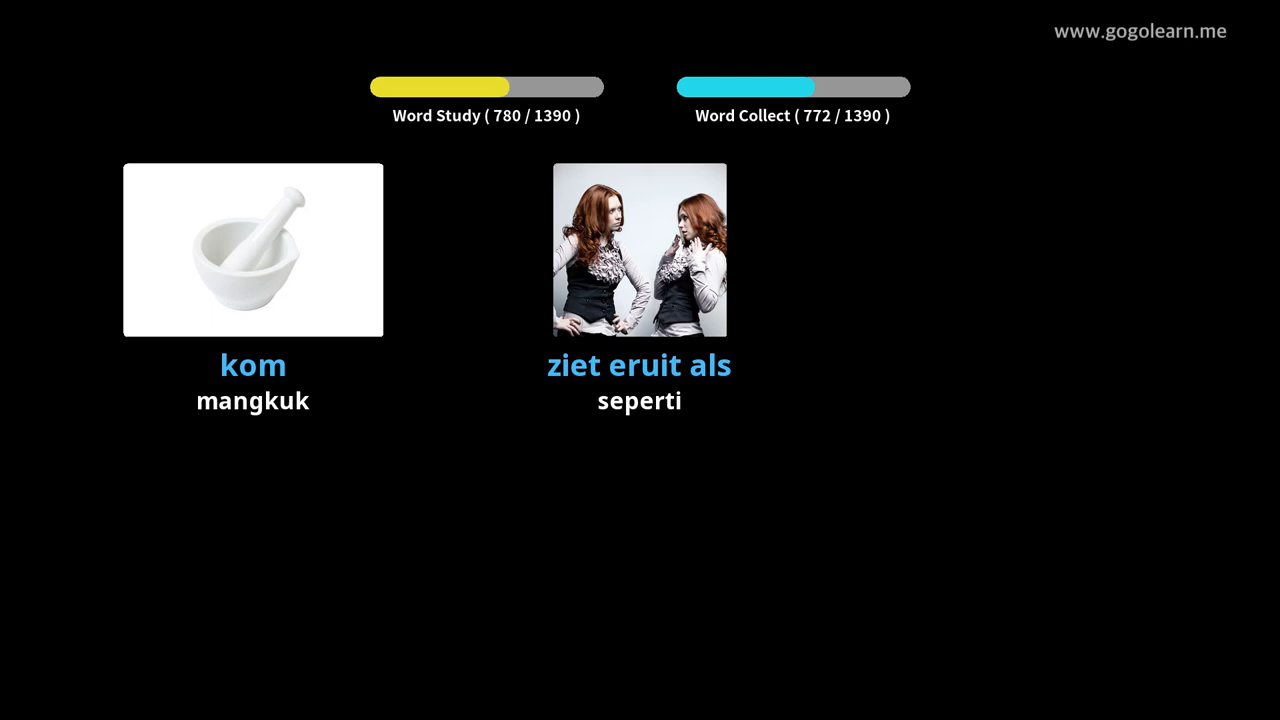 www.gogolearn.me
Word Study ( 780 / 1390 )
Word Collect ( 772 / 1390 )
kom
mangkuk
ziet eruit als
seperti